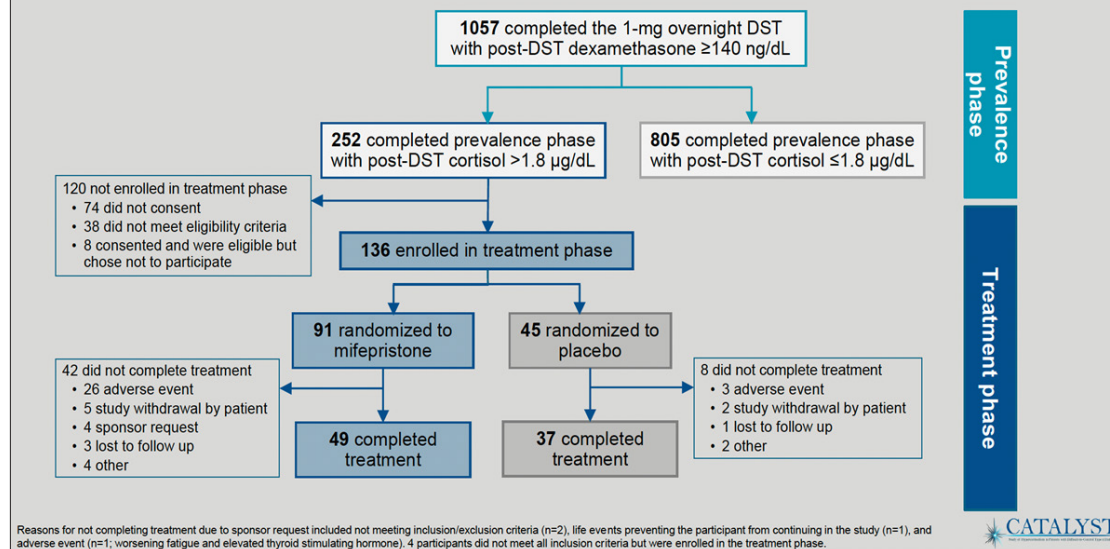 1057 completed the 1-mg overnight DST
with post-DST dexamethasone ≥140 ng/dL
Prevalence
phase
252 completed prevalence phase
with post-DST cortisol >1.8 µg/dL
805 completed prevalence phase
with post-DST cortisol ≤1.8 µg/dL
120 not enrolled in treatment phase
• 74 did not consent
• 38 did not meet eligibility criteria
• 8 consented and were eligible but
chose not to participate
136 enrolled in treatment phase
Treatment phase
91 randomized to
mifepristone
45 randomized to
placebo
42 did not complete treatment
• 26 adverse event
• 5 study withdrawal by patient
• 4 sponsor request
• 3 lost to follow up
• 4 other
8 did not complete treatment
• 3 adverse event
• 2 study withdrawal by patient
• 1 lost to follow up
• 2 other
49 completed
treatment
37 completed
treatment
Reasons for not completing treatment due to sponsor request included not meeting inclusion/exclusion criteria (n=2), life events preventing the participant from continuing in the study (n=1), and
adverse event (n=1; worsening fatigue and elevated thyroid stimulating hormone). 4 participants did not meet all inclusion criteria but were enrolled in the treatment phase.
CATALYST